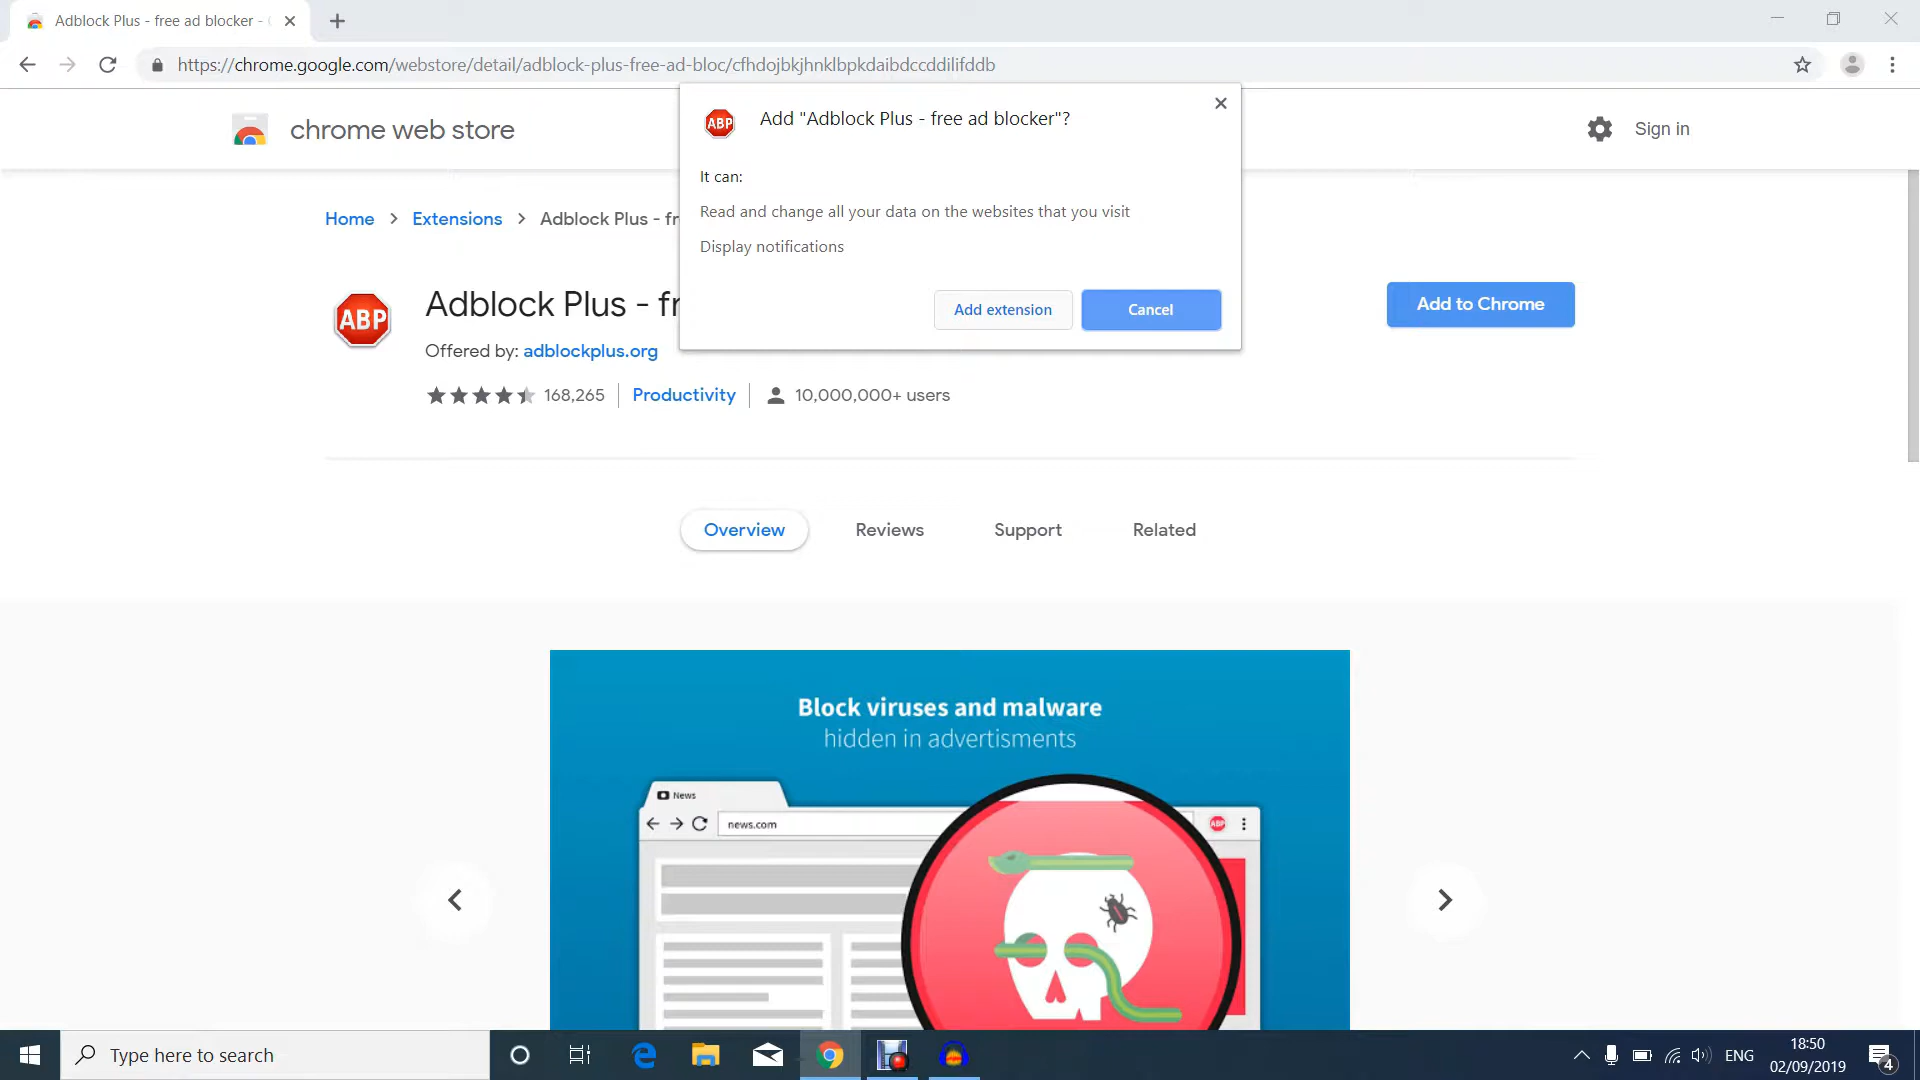 Adblock Plus - free ad blocker -
https://chrome.google.com/webstore/detail/adblock-plus-free-ad-bloc/cfhdojbkjhnklbpkdaibdccddilifddb
chrome web store
Sign in
ABP
Add "Adblock Plus - free ad blocker"?
It can:
Read and change all your data on the websites that you visit
Display notifications
Add extension
Cancel
Home
Extensions
Adblock Plus - fr
ABP
Adblock Plus - fr
Add to Chrome
Offered by: adblockplus.org
168,265
Productivity
10,000,000+ users
Overview
Reviews
Support
Related
Block viruses and malware
hidden in advertisments
News
news.com
ABP
Type here to search
ENG
18:50
02/09/2019
4